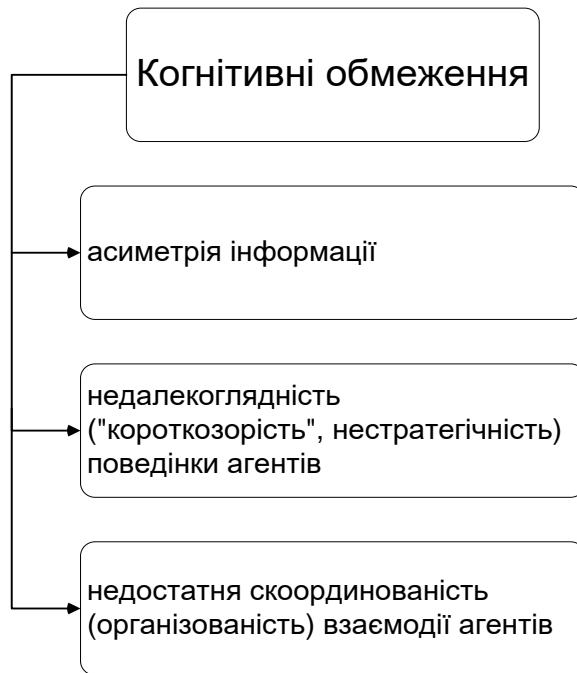 Когнітивні обмеження
асиметрія інформації
недалекоглядність
("короткозорість", нестратегічність)
поведінки агентів
недостатня скоординованість
(організованість) взаємодії агентів